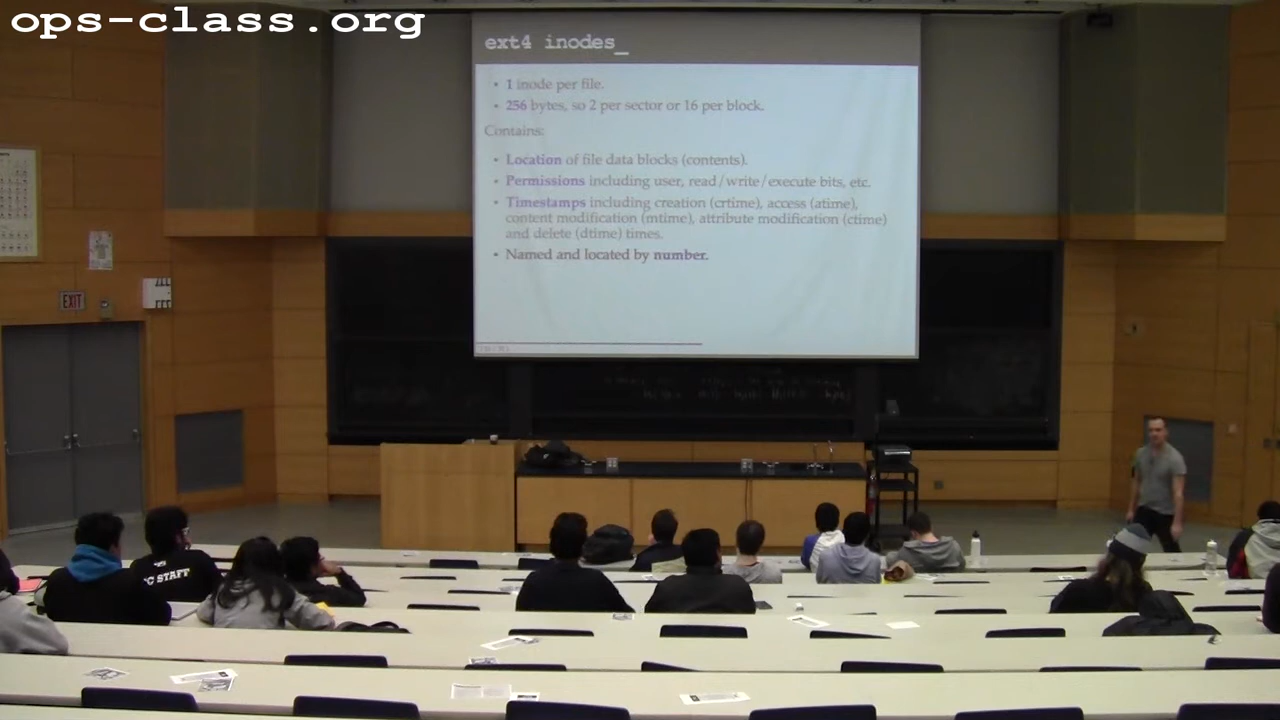 ops-class.org
ext4 inodes_
• 1 inode per file.
• 256 bytes, so 2 per sector or 16 per block.
Contains:
• Location of file data blocks (contents).
• Permissions including user, read/write/execute bits, etc.
• Timestamps including creation (crtime), access (atime),
content modification (mtime), attribute modification (ctime)
and delete (dtime) times.
• Named and located by number.
EXIT
C STAFF